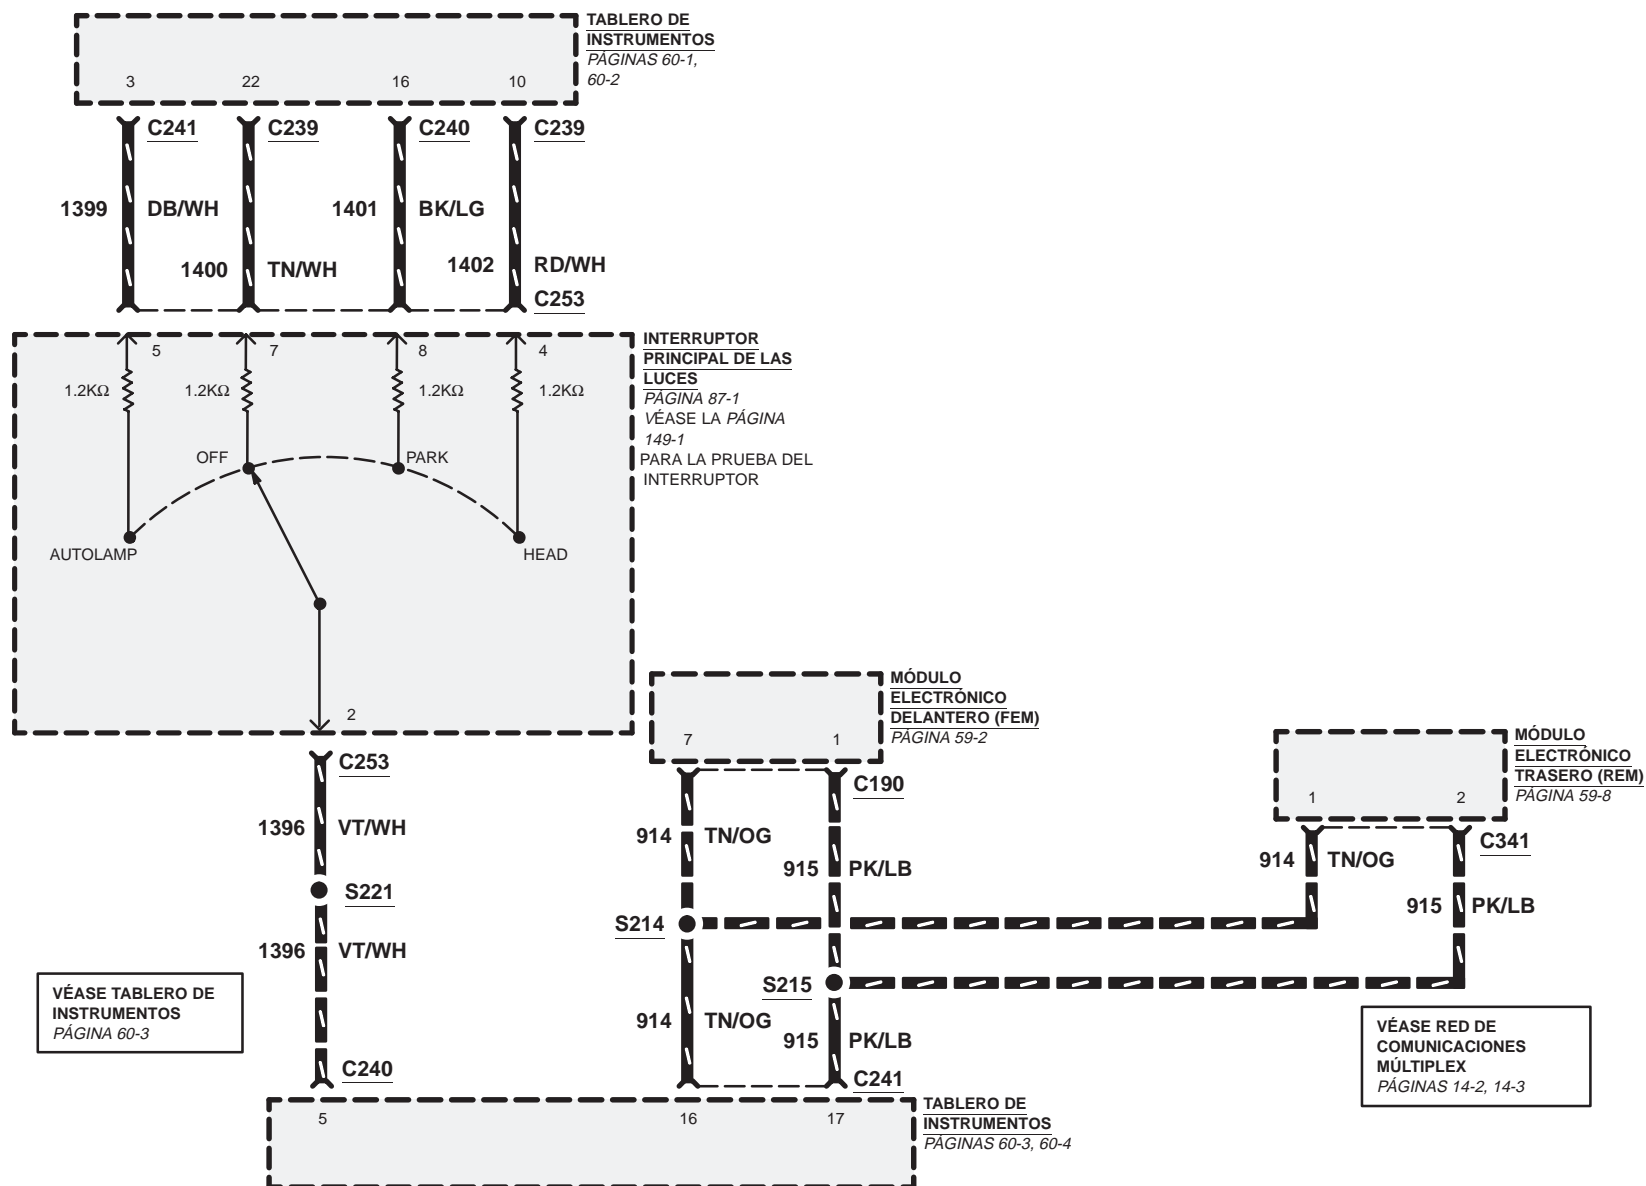 TABLERO DE
INSTRUMENTOS
PÁGINAS 60-1,
60-2
3
22
16
10
C241
C239
C240
C239
1399
DB/WH
1401
BK/LG
1400
TN/WH
1402
RD/WH
C253
INTERRUPTOR
PRINCIPAL DE LAS
LUCES
PÁGINA 87-1
VÉASE LA PÁGINA
149-1
PARA LA PRUEBA DEL
INTERRUPTOR
5
7
8
4
1.2KΩ
1.2KΩ
1.2KΩ
1.2KΩ
OFF
PARK
AUTOLAMP
HEAD
2
C253
1396
VT/WH
S221
1396
VT/WH
VÉASE TABLERO DE
INSTRUMENTOS
PÁGINA 60-3
C240
MÓDULO
ELECTRÓNICO
DELANTERO (FEM)
PÁGINA 59-2
7
1
C190
914
TN/OG
915
PK/LB
S214
S215
914
TN/OG
915
PK/LB
C241
MÓDULO
ELECTRÓNICO
TRASERO (REM)
PÁGINA 59-8
1
2
C341
914
TN/OG
915
PK/LB
VÉASE RED DE
COMUNICACIONES
MÚLTIPLEX
PÁGINAS 14-2, 14-3
TABLERO DE
INSTRUMENTOS
PÁGINAS 60-3, 60-4
5
16
17